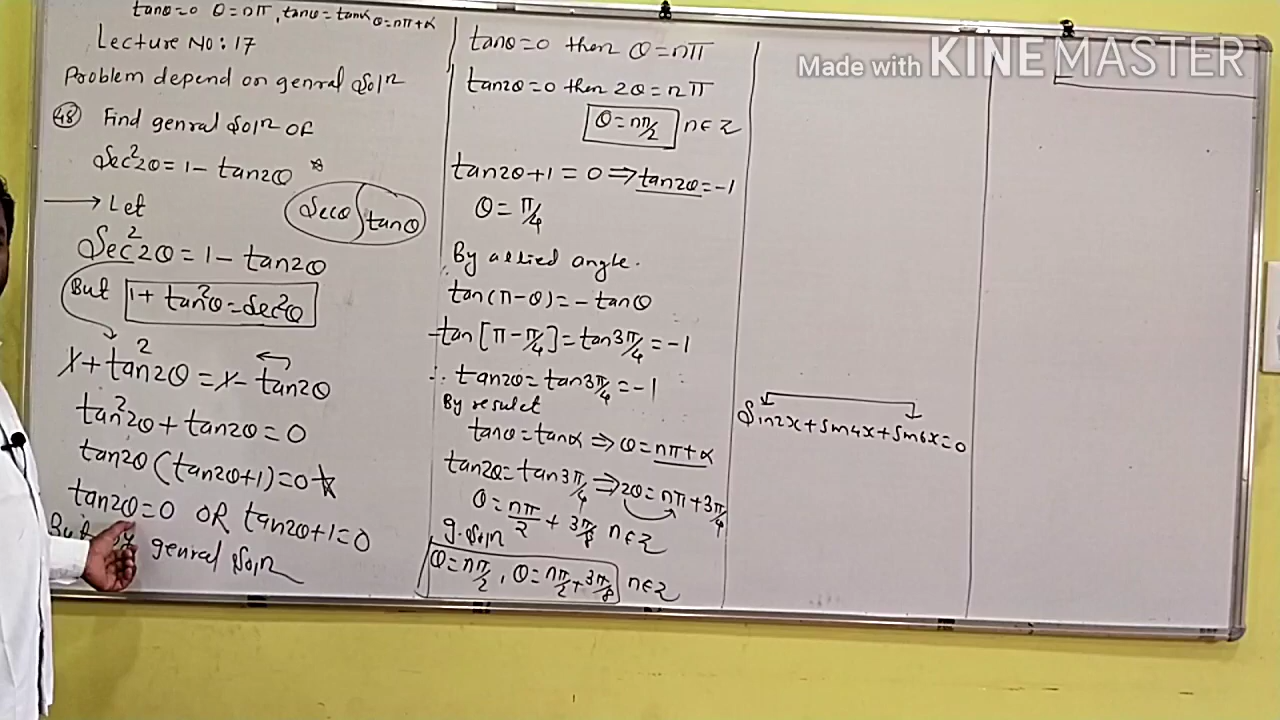 tanθ=0 θ=nπ, tanθ=tanα θ=nπ+α
Lecture No: 17
Problem depend on genral Solⁿ
(48) Find genral Solⁿ OF
Sec²2θ = 1 - tan2θ *
→ Let
Secθ tanθ
Sec²2θ = 1 - tan2θ
But 1 + tan²θ = Sec²θ
1 + tan²2θ = 1 - tan2θ
tan²2θ + tan2θ = 0
tan2θ (tan2θ+1) = 0 *
tan2θ = 0 OR tan2θ+1 = 0
genral Solⁿ
tanθ = 0 then θ = nπ
tan2θ = 0 then 2θ = nπ
θ = nπ/2 n∈Z
tan2θ+1 = 0 ⇒ tan2θ = -1
θ = π/4
By allied angle.
∴ tan(π-θ) = - tanθ
tan[π-π/4] = tan3π/4 = -1
∴ tan2θ = tan3π/4 = -1
By result
tanθ = tanα ⇒ θ = nπ+α
tan2θ = tan3π/4 ⇒ 2θ = nπ+3π/4
θ = nπ/2 + 3π/8 n∈Z
g. Solⁿ
θ = nπ/2, θ = nπ/2+3π/8 n∈Z
Sin2x + Sin4x + Sin6x = 0
Made with KINEMASTER